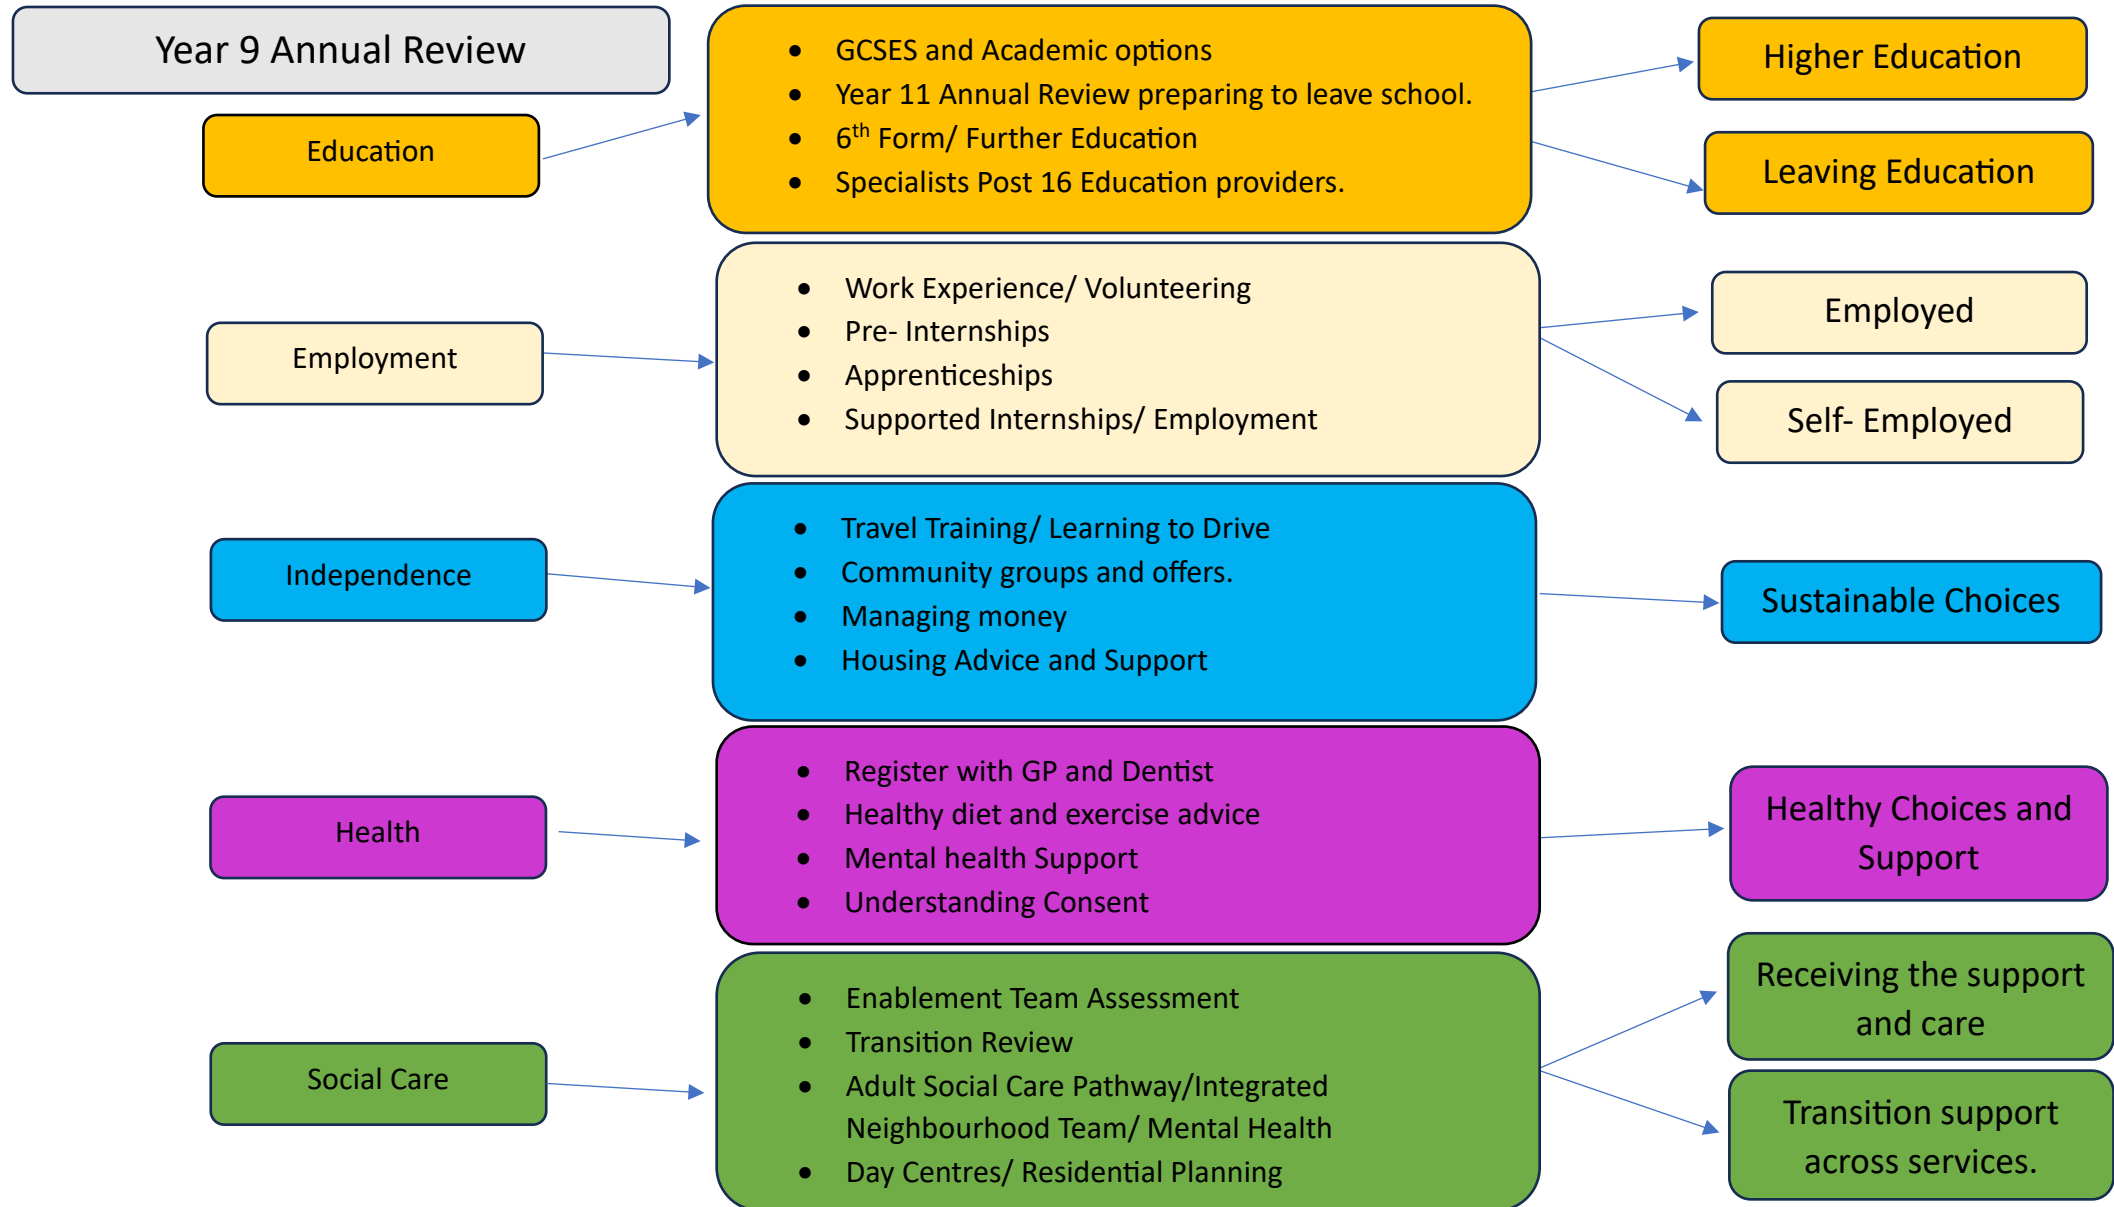 Year 9 Annual Review
Education
• GCSES and Academic options
• Year 11 Annual Review preparing to leave school.
• 6th Form/ Further Education
• Specialists Post 16 Education providers.
Higher Education
Leaving Education
Employment
• Work Experience/ Volunteering
• Pre- Internships
• Apprenticeships
• Supported Internships/ Employment
Employed
Self- Employed
Independence
• Travel Training/ Learning to Drive
• Community groups and offers.
• Managing money
• Housing Advice and Support
Sustainable Choices
Health
• Register with GP and Dentist
• Healthy diet and exercise advice
• Mental health Support
• Understanding Consent
Healthy Choices and
Support
Social Care
• Enablement Team Assessment
• Transition Review
• Adult Social Care Pathway/Integrated
Neighbourhood Team/ Mental Health
• Day Centres/ Residential Planning
Receiving the support
and care
Transition support
across services.